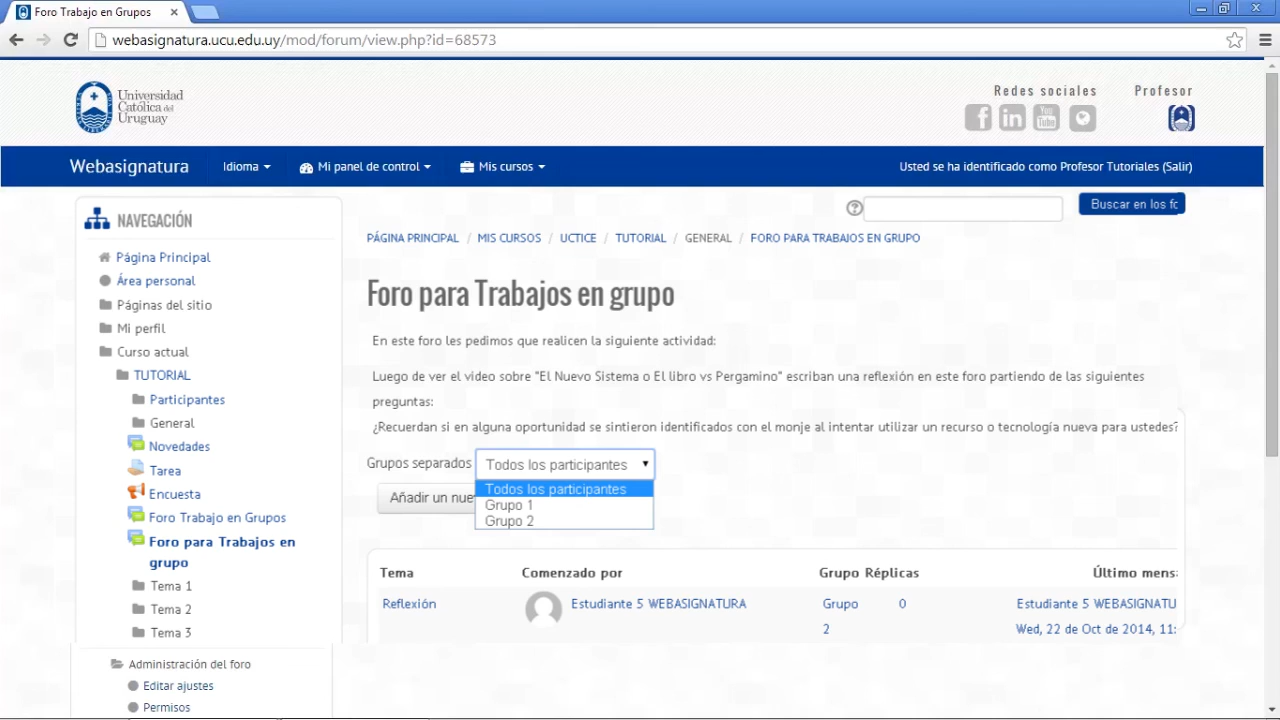 Foro Trabajo en Grupos
webasignatura.ucu.edu.uy/mod/forum/view.php?id=68573
Universidad
Católica del
Uruguay
Redes sociales
Profesor
You
Tube
Webasignatura
Idioma
Mi panel de control
Mis cursos
Usted se ha identificado como Profesor Tutoriales (Salir)
NAVEGACIÓN
Página Principal
Área personal
Páginas del sitio
Mi perfil
Curso actual
TUTORIAL
Participantes
General
Novedades
Tarea
Encuesta
Foro Trabajo en Grupos
Foro para Trabajos en
grupo
Tema 1
Tema 2
Tema 3
Administración del foro
Editar ajustes
Permisos
Buscar en los fo
PÁGINA PRINCIPAL / MIS CURSOS / UCTICE / TUTORIAL / GENERAL / FORO PARA TRABAJOS EN GRUPO
Foro para Trabajos en grupo
En este foro les pedimos que realicen la siguiente actividad:
Luego de ver el video sobre "El Nuevo Sistema o El libro vs Pergamino" escriban una reflexión en este foro partiendo de las siguientes
preguntas:
¿Recuerdan si en alguna oportunidad se sintieron identificados con el monje al intentar utilizar un recurso o tecnología nueva para ustedes?
Grupos separados Todos los participantes
Todos los participantes
Añadir un nue
Grupo 1
Grupo 2
Tema Comenzado por Grupo Réplicas Último mens
Reflexión Estudiante 5 WEBASIGNATURA Grupo 0 Estudiante 5 WEBASIGNATU
2 Wed, 22 de Oct de 2014, 11: